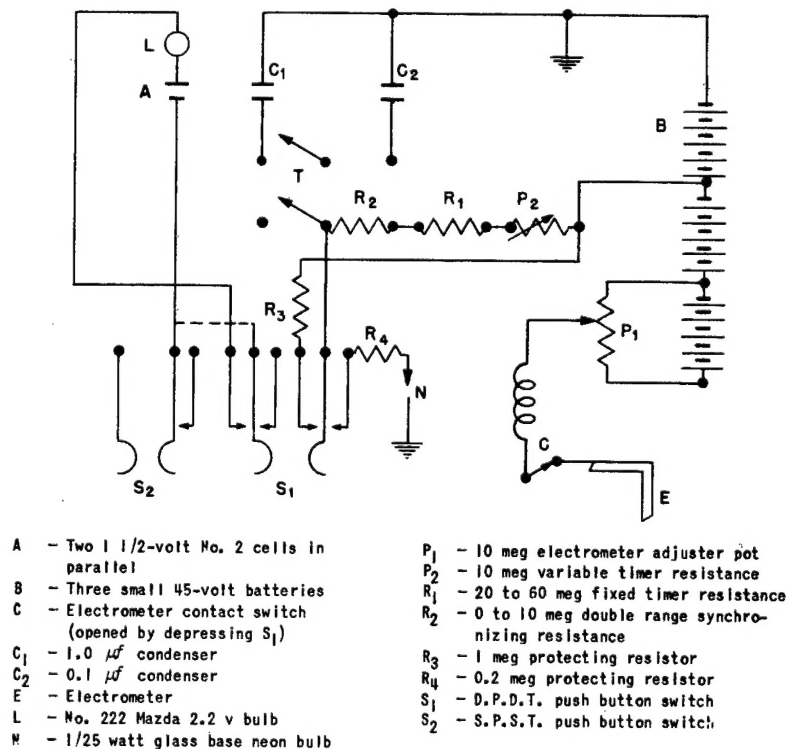 L
A
C1
C2
B
T
R2
R1
P2
R3
R4
P1
N
C
E
S2
S1
A – Two 1 1/2-volt No. 2 cells in
parallel
B – Three small 45-volt batteries
C – Electrometer contact switch
(opened by depressing S1)
C1 – 1.0 μf condenser
C2 – 0.1 μf condenser
E – Electrometer
L – No. 222 Mazda 2.2 v bulb
N – 1/25 watt glass base neon bulb
P1 – 10 meg electrometer adjuster pot
P2 – 10 meg variable timer resistance
R1 – 20 to 60 meg fixed timer resistance
R2 – 0 to 10 meg double range synchro-
nizing resistance
R3 – 1 meg protecting resistor
R4 – 0.2 meg protecting resistor
S1 – D.P.D.T. push button switch
S2 – S.P.S.T. push button switch